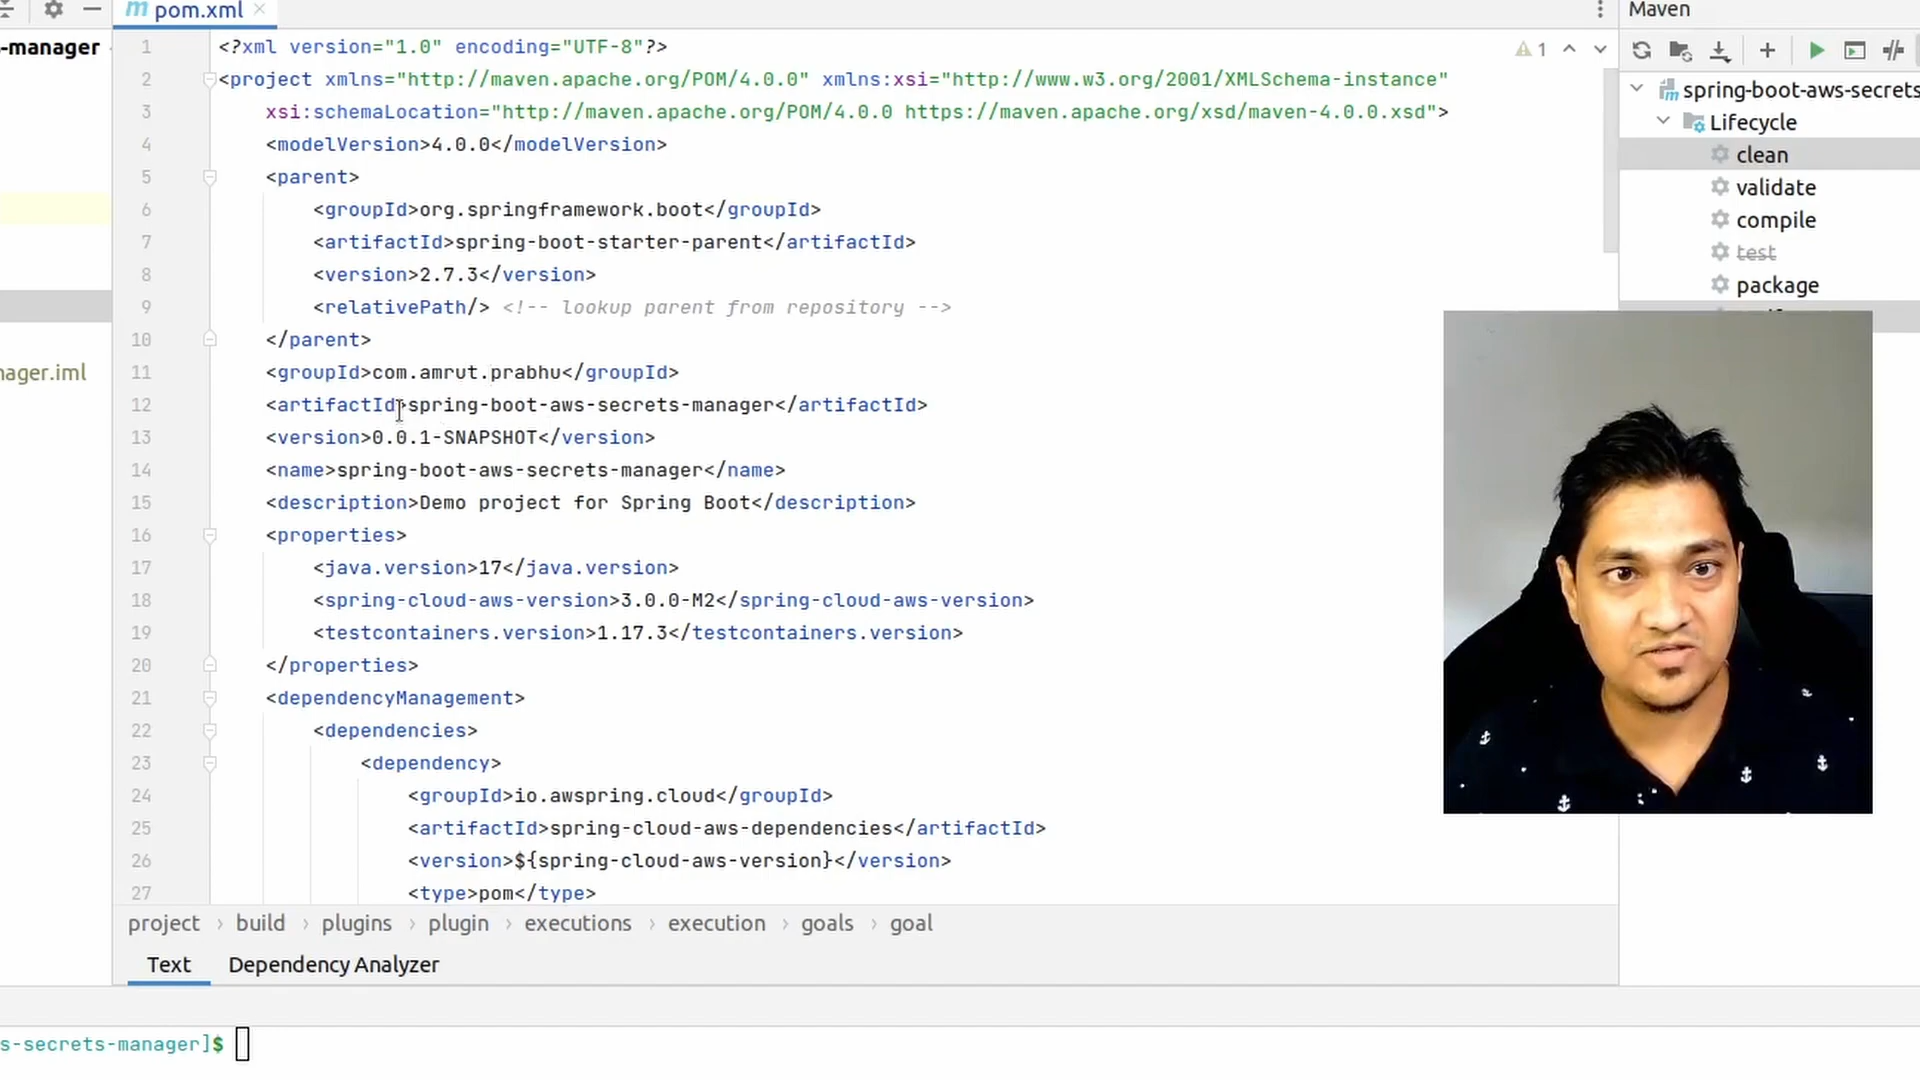 pom.xml
Maven
-manager
1 <?xml version="1.0" encoding="UTF-8"?>
1
2 <project xmlns="http://maven.apache.org/POM/4.0.0" xmlns:xsi="http://www.w3.org/2001/XMLSchema-instance"
3 xsi:schemaLocation="http://maven.apache.org/POM/4.0.0 https://maven.apache.org/xsd/maven-4.0.0.xsd">
4 <modelVersion>4.0.0</modelVersion>
5 <parent>
6 <groupId>org.springframework.boot</groupId>
7 <artifactId>spring-boot-starter-parent</artifactId>
8 <version>2.7.3</version>
9 <relativePath/> <!-- lookup parent from repository -->
10 </parent>
11 <groupId>com.amrut.prabhu</groupId>
12 <artifactId>spring-boot-aws-secrets-manager</artifactId>
13 <version>0.0.1-SNAPSHOT</version>
14 <name>spring-boot-aws-secrets-manager</name>
15 <description>Demo project for Spring Boot</description>
16 <properties>
17 <java.version>17</java.version>
18 <spring-cloud-aws-version>3.0.0-M2</spring-cloud-aws-version>
19 <testcontainers.version>1.17.3</testcontainers.version>
20 </properties>
21 <dependencyManagement>
22 <dependencies>
23 <dependency>
24 <groupId>io.awspring.cloud</groupId>
25 <artifactId>spring-cloud-aws-dependencies</artifactId>
26 <version>${spring-cloud-aws-version}</version>
27 <type>pom</type>
nager.iml
spring-boot-aws-secrets
Lifecycle
clean
validate
compile
test
package
project › build › plugins › plugin › executions › execution › goals › goal
Text Dependency Analyzer
s-secrets-manager]$